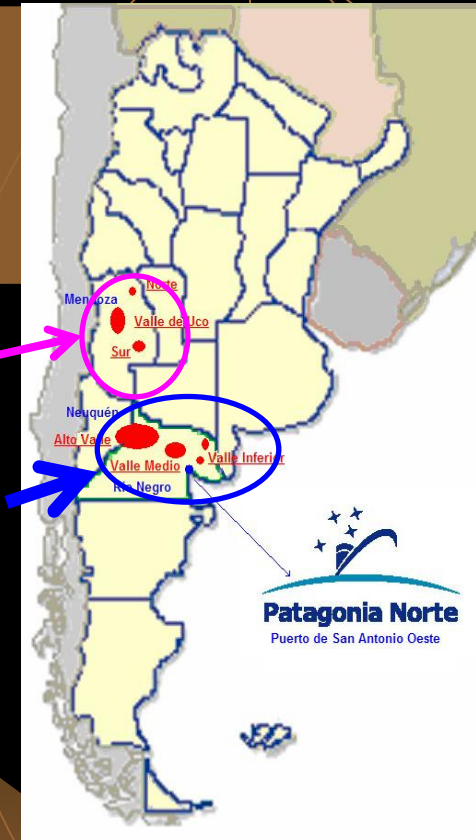 Norte
Mendoza
Valle de Uco
Sur
Neuquén
Alto Valle
Valle Inferior
Valle Medio
Río Negro
Patagonia Norte
Puerto de San Antonio Oeste